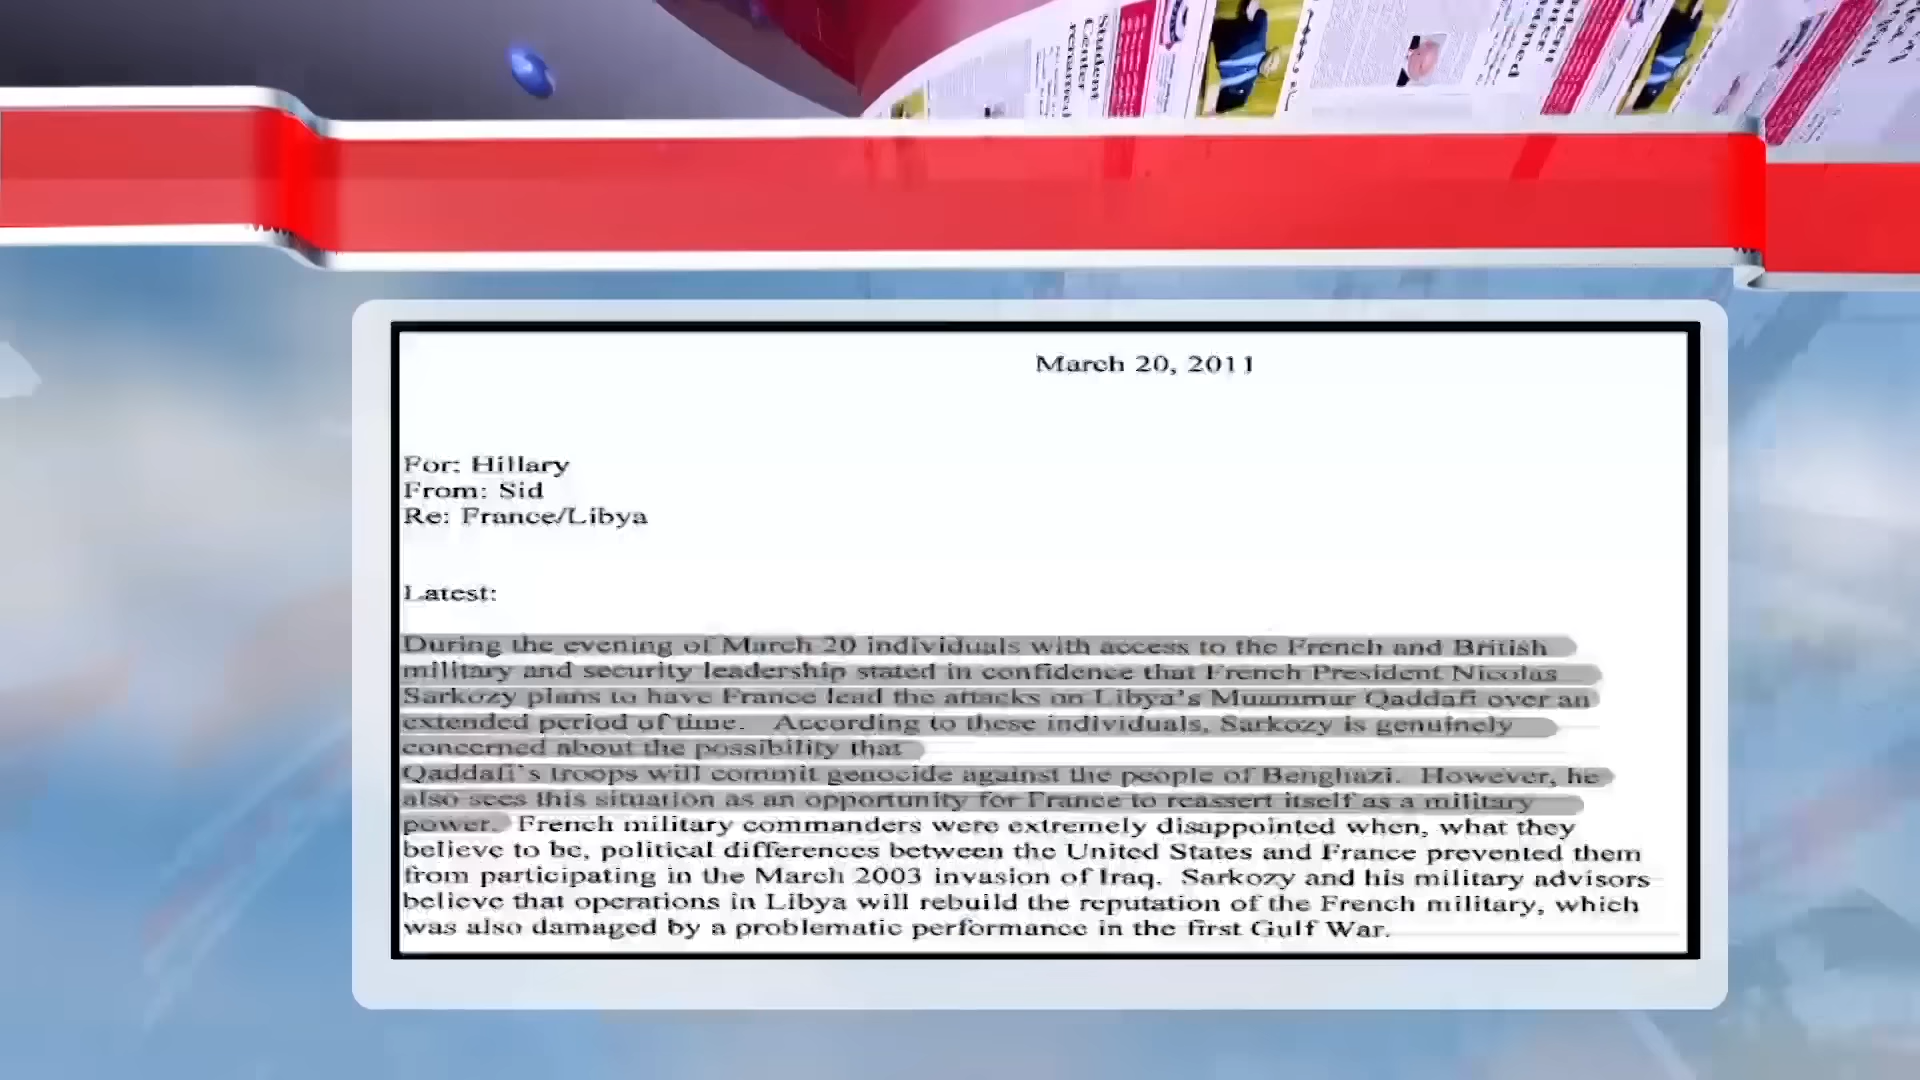 Student
Center
renamed
March 20, 2011
For: Hillary
From: Sid
Re: France/Libya
Latest:
During the evening of March 20 individuals with access to the French and British
military and security leadership stated in confidence that French President Nicolas
Sarkozy plans to have France lead the attacks on Libya's Muammur Qaddafi over an
extended period of time. According to these individuals, Sarkozy is genuinely
concerned about the possibility that
Qaddafi's troops will commit genocide against the people of Benghazi. However, he
also sees this situation as an opportunity for France to reassert itself as a military
power. French military commanders were extremely disappointed when, what they
believe to be, political differences between the United States and France prevented them
from participating in the March 2003 invasion of Iraq. Sarkozy and his military advisors
believe that operations in Libya will rebuild the reputation of the French military, which
was also damaged by a problematic performance in the first Gulf War.